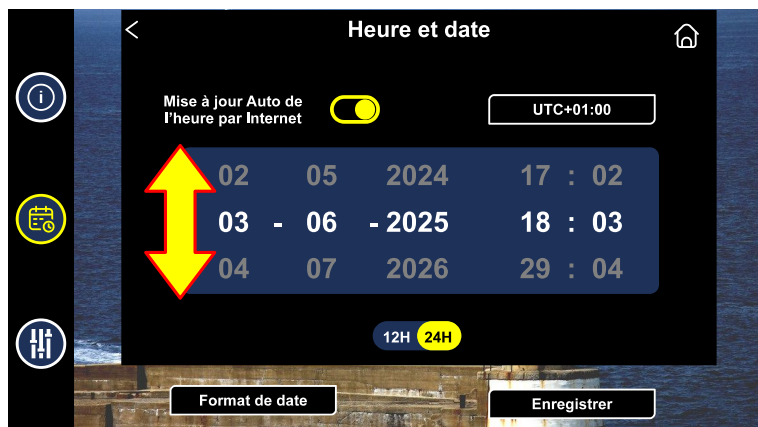 Heure et date
Mise à jour Auto de
l'heure par Internet
UTC+01:00
02 05 2024 17 : 02
03 - 06 - 2025 18 : 03
04 07 2026 29 : 04
12H 24H
Format de date
Enregistrer